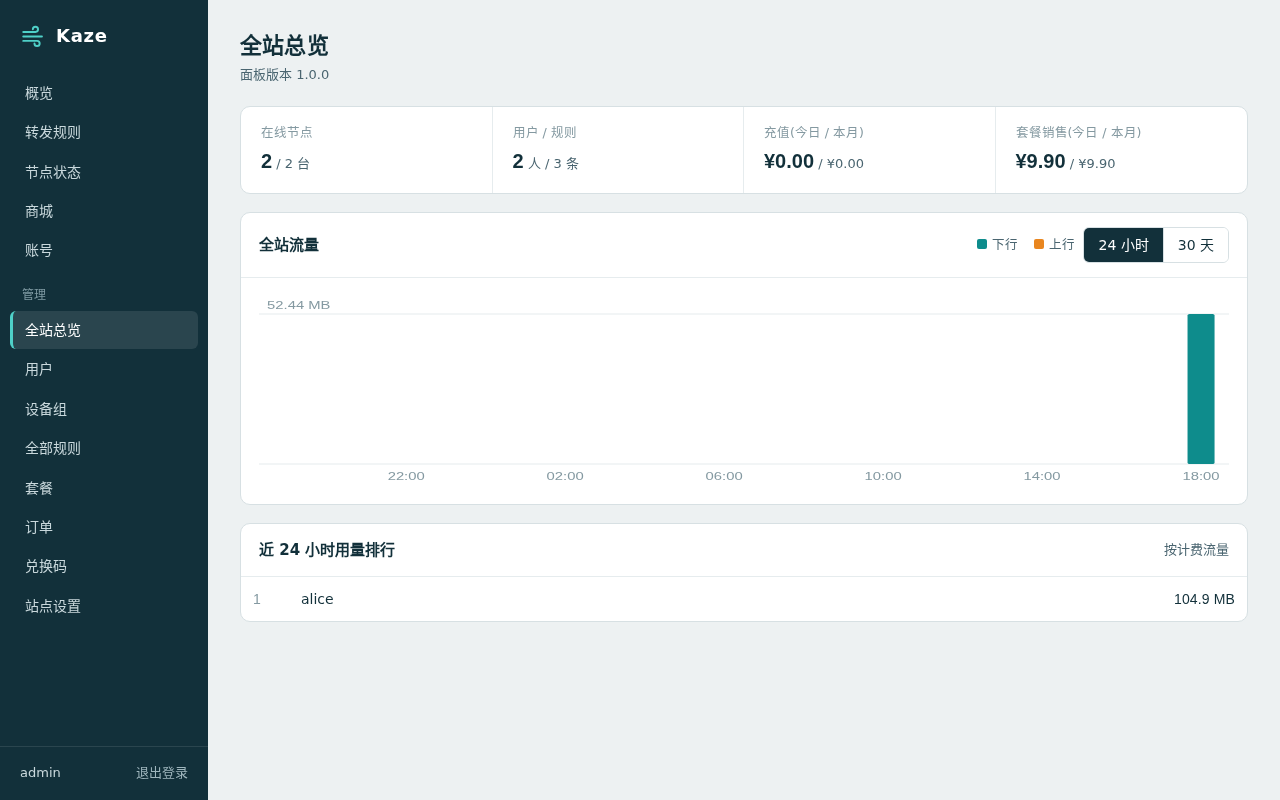 Kaze
概览
转发规则
节点状态
商城
账号
管理
全站总览
用户
设备组
全部规则
套餐
订单
兑换码
站点设置
admin 退出登录
全站总览
面板版本 1.0.0
在线节点
2 / 2 台
用户 / 规则
2 人 / 3 条
充值(今日 / 本月)
¥0.00 / ¥0.00
套餐销售(今日 / 本月)
¥9.90 / ¥9.90
全站流量 下行 上行 24 小时 30 天
52.44 MB
22:00 02:00 06:00 10:00 14:00 18:00
近 24 小时用量排行 按计费流量
1 alice 104.9 MB